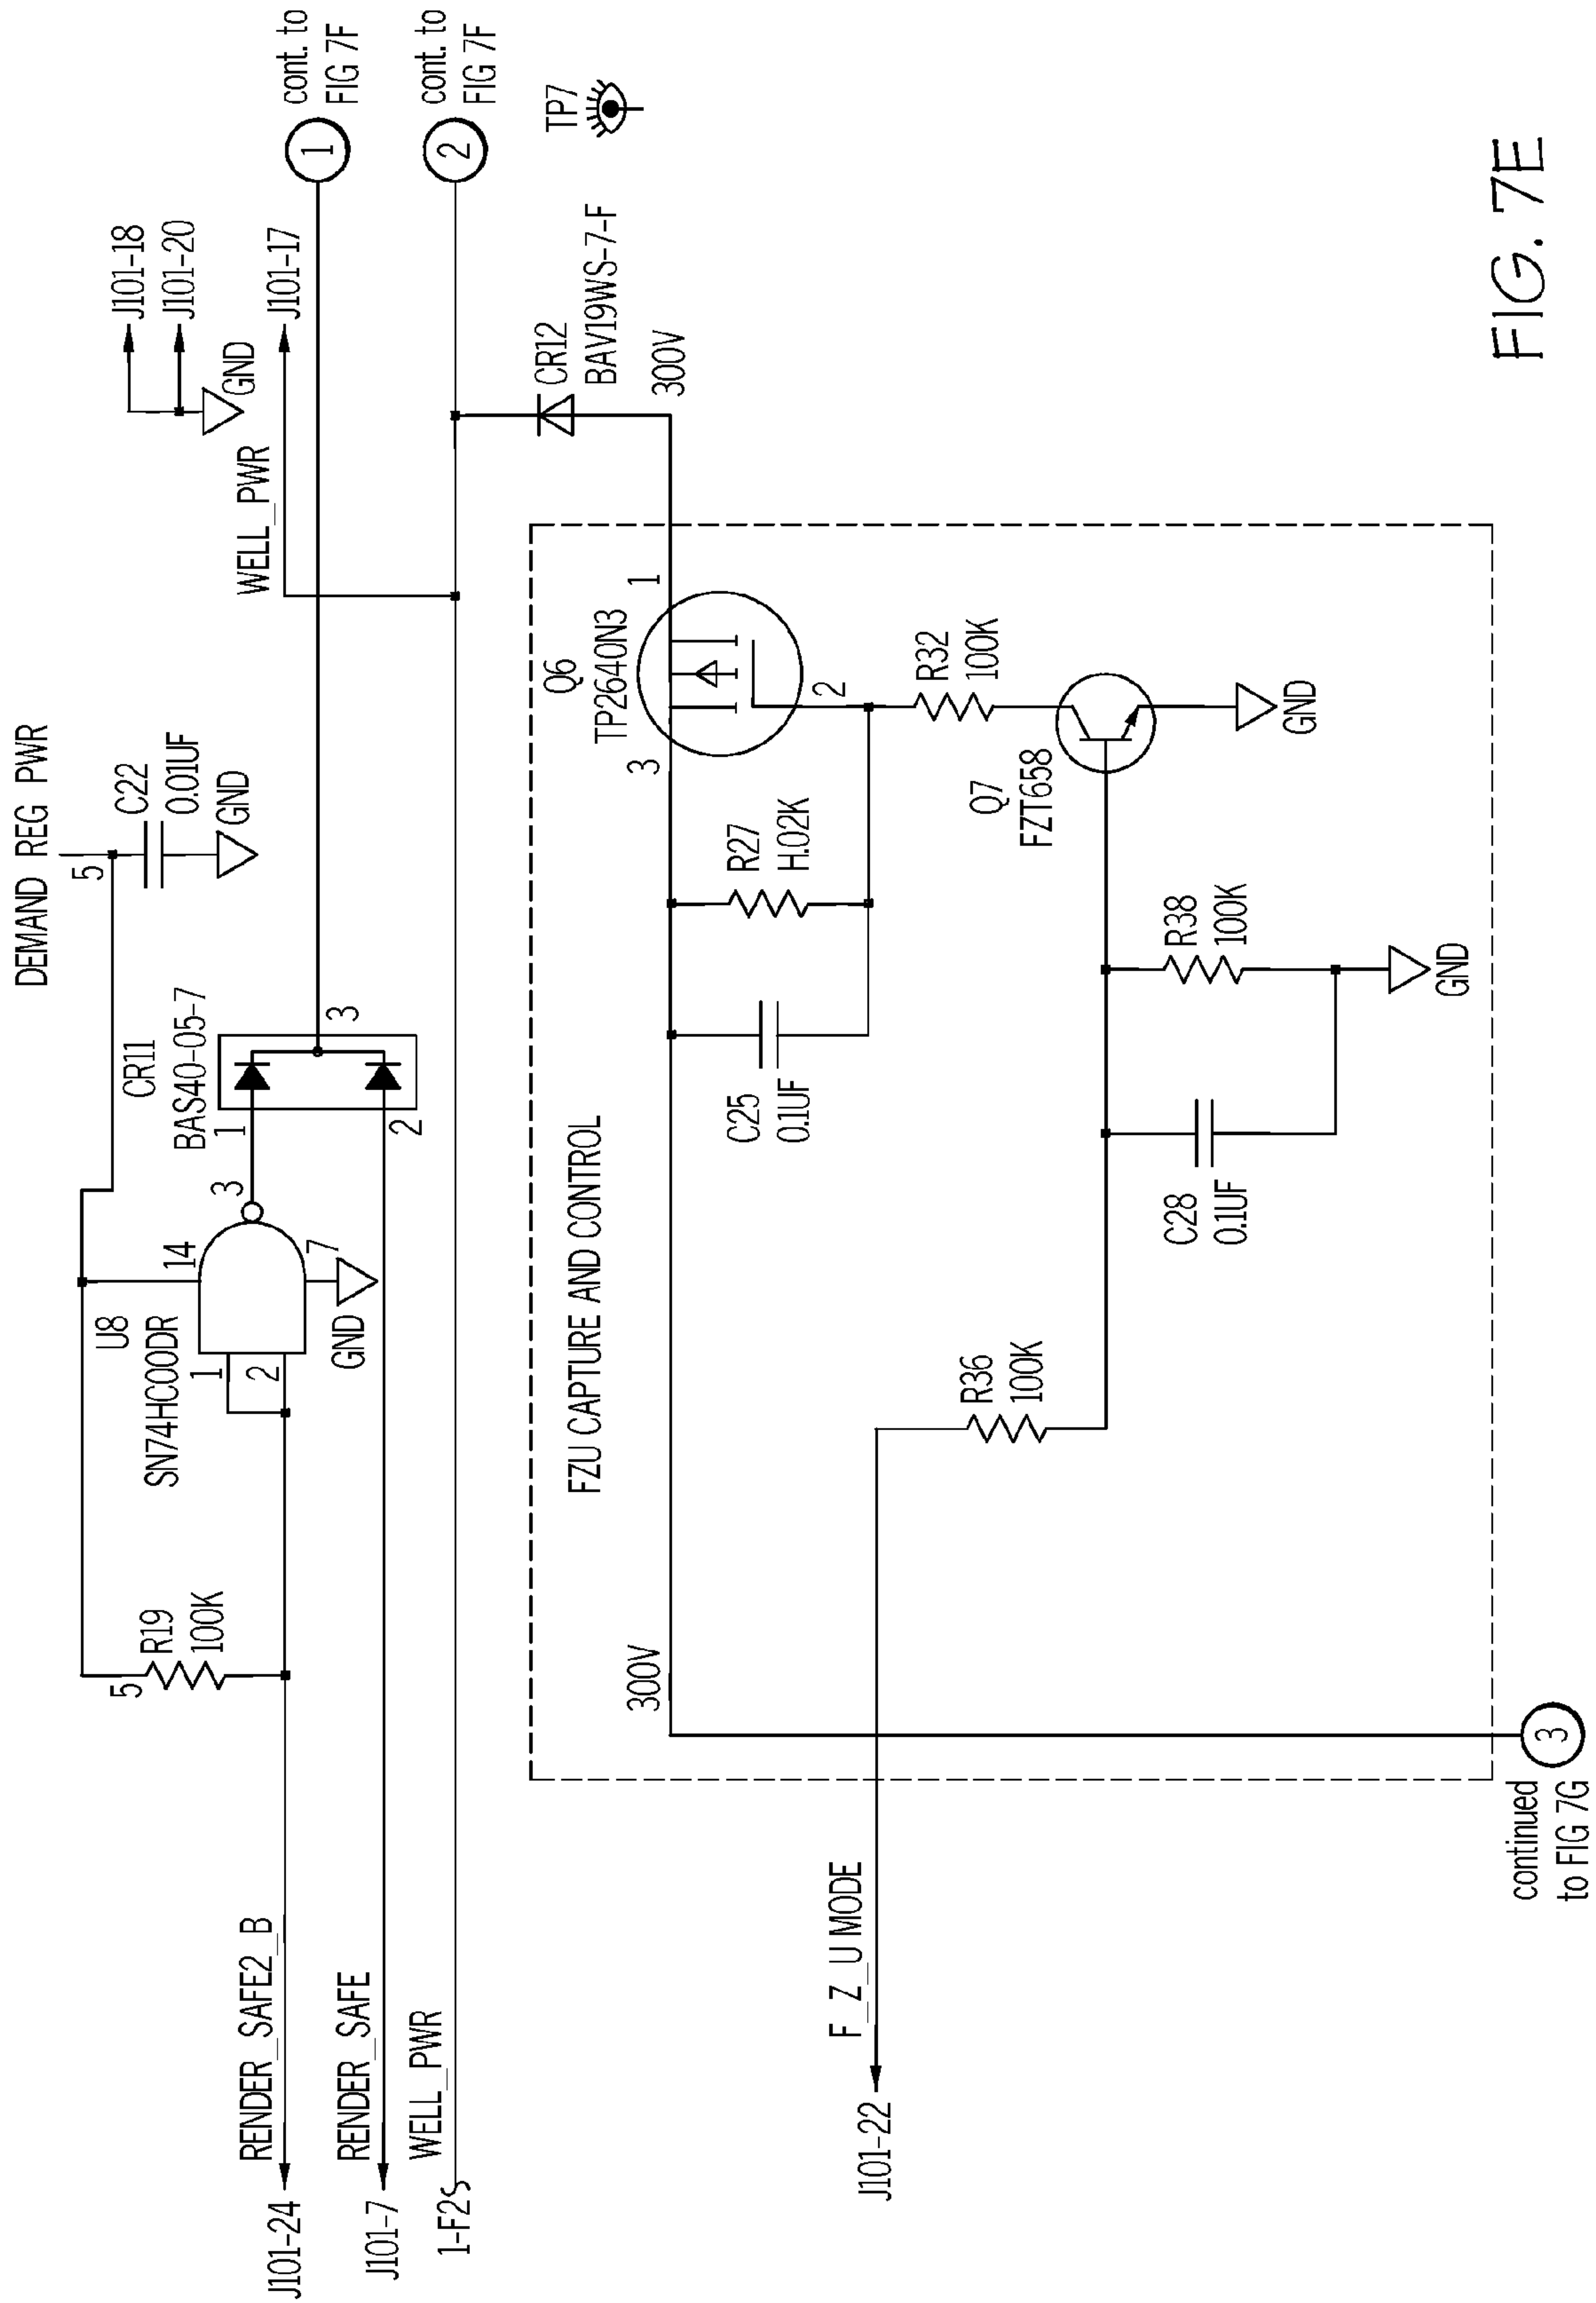 DEMAND REG PWR
5
C22
0.01UF
GND
J101-18
J101-20
GND
J101-17
WELL_PWR
1
cont. to
FIG 7F
2
cont. to
FIG 7F
TP7
5
R19
100K
U8
SN74HC00DR
14
1
2
3
7
GND
CR11
BAS40-05-7
1
2
3
RENDER_SAFE2_B
J101-24
RENDER_SAFE
J101-7
WELL_PWR
1-F2S
CR12
BAV19WS-7-F
300V
FZU CAPTURE AND CONTROL
300V
Q6
TP2640N3
3
1
2
C25
0.1UF
R27
H.02K
R32
100K
Q7
FZT658
GND
F_Z_U MODE
J101-22
R36
100K
C28
0.1UF
R38
100K
GND
3
continued
to FIG 7G
FIG. 7E